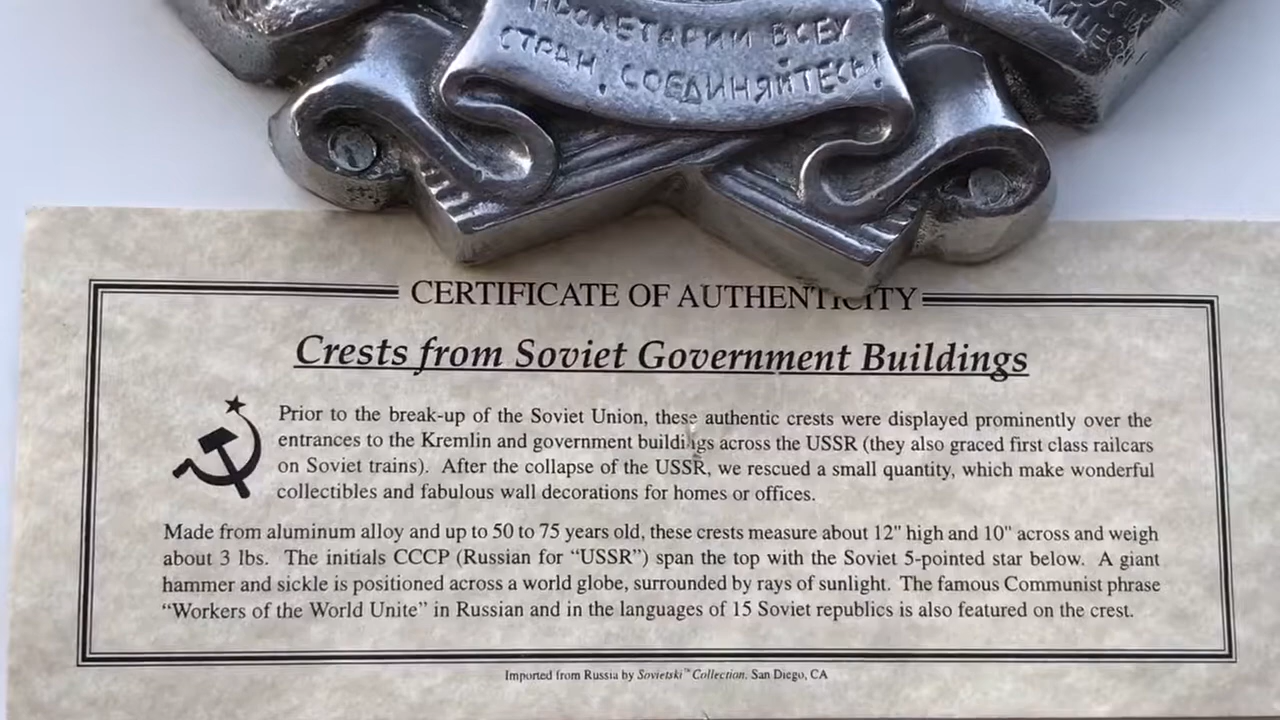 ПРОЛЕТАРИИ ВСЕХ
СТРАН, СОЕДИНЯЙТЕСЬ!
CERTIFICATE OF AUTHENTICITY
Crests from Soviet Government Buildings
Prior to the break-up of the Soviet Union, these authentic crests were displayed prominently over the
entrances to the Kremlin and government buildings across the USSR (they also graced first class railcars
on Soviet trains). After the collapse of the USSR, we rescued a small quantity, which make wonderful
collectibles and fabulous wall decorations for homes or offices.
Made from aluminum alloy and up to 50 to 75 years old, these crests measure about 12" high and 10" across and weigh
about 3 lbs. The initials CCCP (Russian for “USSR”) span the top with the Soviet 5-pointed star below. A giant
hammer and sickle is positioned across a world globe, surrounded by rays of sunlight. The famous Communist phrase
“Workers of the World Unite” in Russian and in the languages of 15 Soviet republics is also featured on the crest.
Imported from Russia by Sovietski™ Collection, San Diego, CA